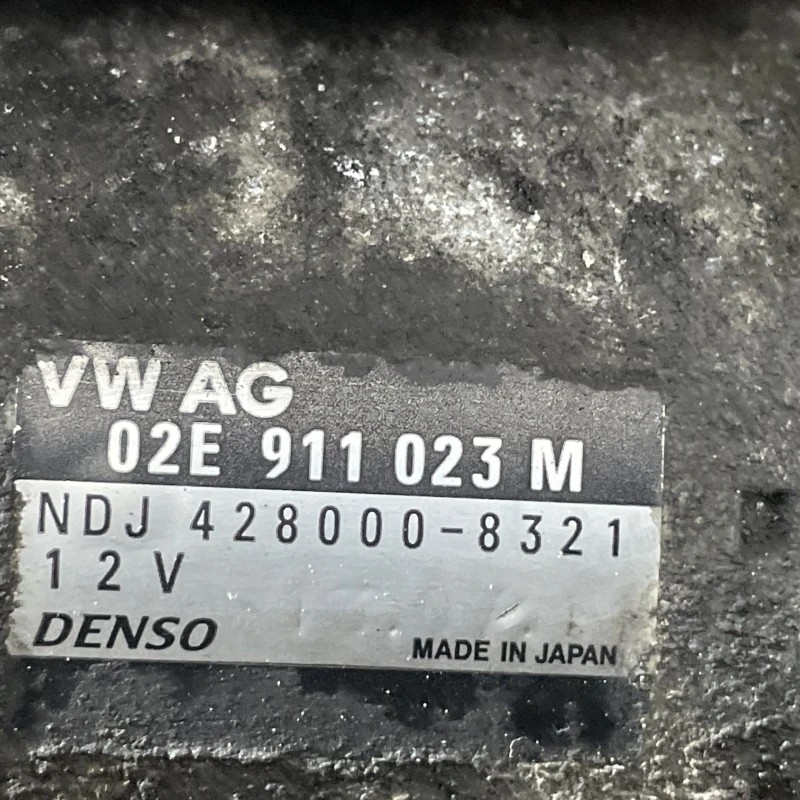 VW AG
02E 911 023 M
NDJ 428000-8321
12V
DENSO
MADE IN JAPAN